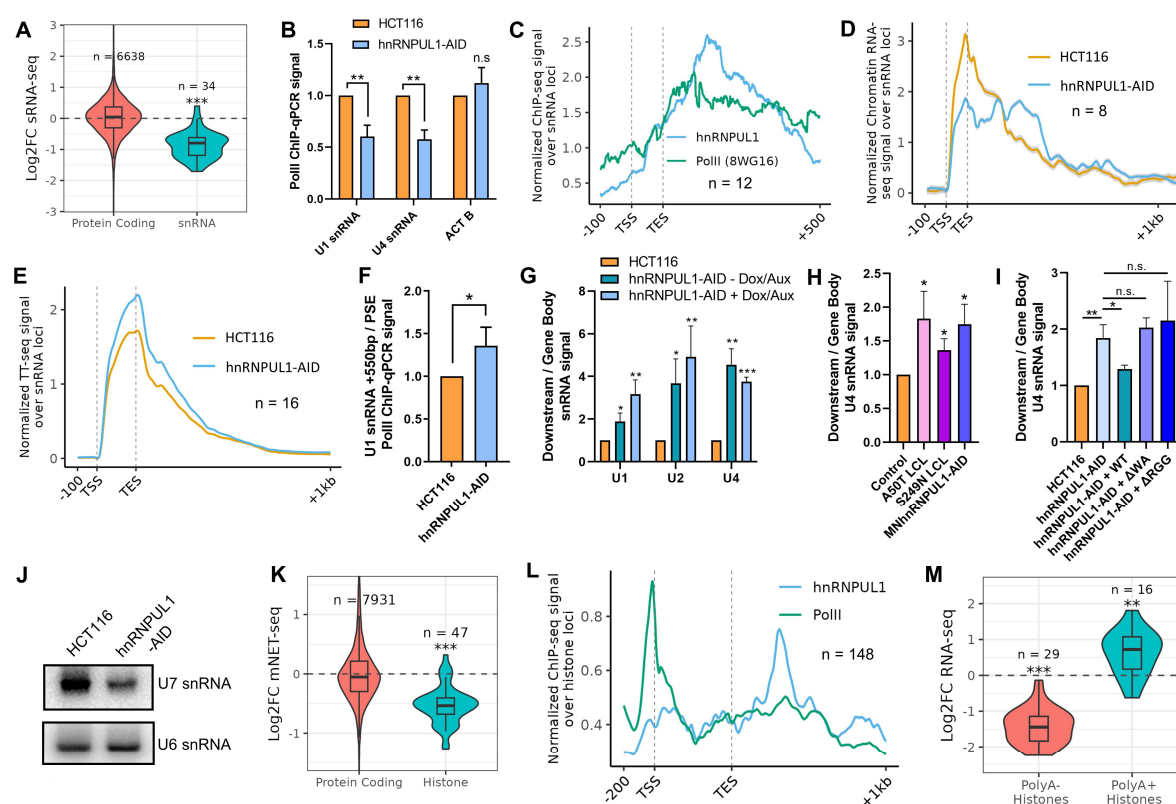 A
Log2FC sRNA-seq
3
2
1
0
-1
-2
-3
n = 6638
n = 34
***
Protein Coding
snRNA
B
HCT116
hnRNPUL1-AID
PolII ChIP-qPCR signal
1.5
1.0
0.5
0.0
**
**
n.s
U1 snRNA
U4 snRNA
ACT B
C
Normalized ChIP-seq signal
over snRNA loci
2.5
2.0
1.5
1.0
0.5
hnRNPUL1
PolII (8WG16)
n = 12
-100
TSS
TES
+500
D
Normalized Chromatin RNA-
seq signal over snRNA loci
3
2
1
0
HCT116
hnRNPUL1-AID
n = 8
-100
TSS
TES
+1kb
E
Normalized TT-seq signal
over snRNA loci
2
1
0
HCT116
hnRNPUL1-AID
n = 16
-100
TSS
TES
+1kb
F
U1 snRNA +550bp / PSE
PolII ChIP-qPCR signal
2.0
1.5
1.0
0.5
0.0
*
HCT116
hnRNPUL1-AID
G
HCT116
hnRNPUL1-AID - Dox/Aux
hnRNPUL1-AID + Dox/Aux
Downstream / Gene Body
snRNA signal
8
6
4
2
0
*
**
*
**
**
***
U1
U2
U4
H
Downstream / Gene Body
U4 snRNA signal
2.5
2.0
1.5
1.0
0.5
0.0
*
*
*
Control
A50T LCL
S249N LCL
MNhnRNPUL1-AID
I
Downstream / Gene Body
U4 snRNA signal
3
2
1
0
n.s.
n.s.
**
*
HCT116
hnRNPUL1-AID
hnRNPUL1-AID + WT
hnRNPUL1-AID + ΔWA
hnRNPUL1-AID + ΔRGG
J
HCT116
hnRNPUL1
-AID
U7 snRNA
U6 snRNA
K
Log2FC mNET-seq
1
0
-1
n = 7931
n = 47
***
Protein Coding
Histone
L
Normalized ChIP-seq signal
over histone loci
0.8
0.6
0.4
hnRNPUL1
PolII
n = 148
-200
TSS
TES
+1kb
M
Log2FC RNA-seq
2
1
0
-1
-2
n = 29
***
n = 16
**
PolyA-
Histones
PolyA+
Histones